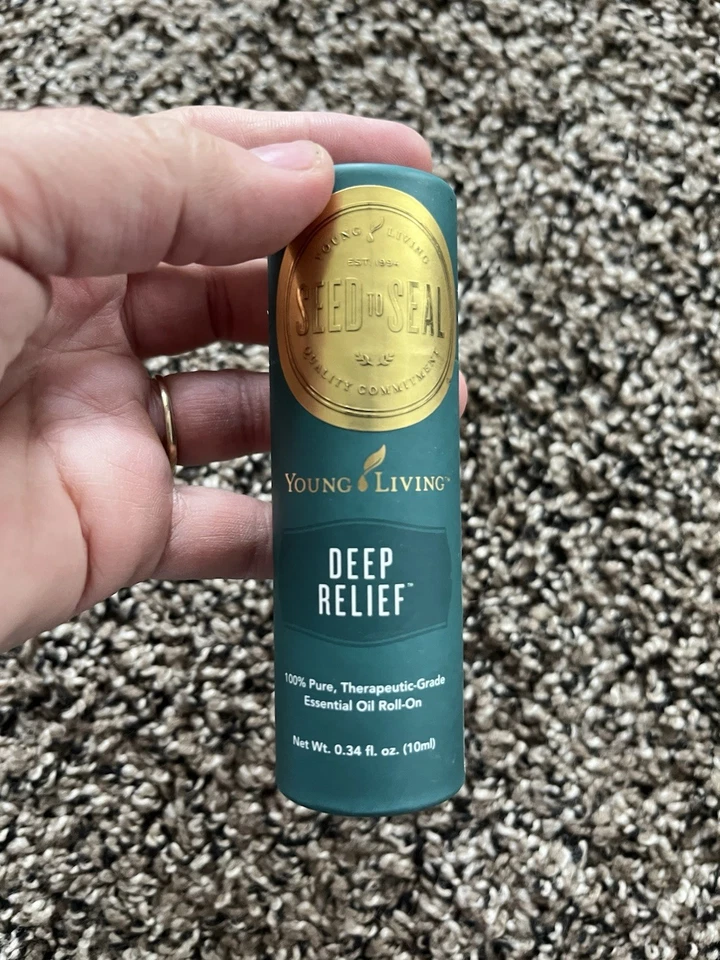 YOUNG LIVING
EST. 1994
SEED TO SEAL
QUALITY COMMITMENT
YOUNG LIVING™
DEEP
RELIEF™
100% Pure, Therapeutic-Grade
Essential Oil Roll-On
Net Wt. 0.34 fl. oz. (10ml)